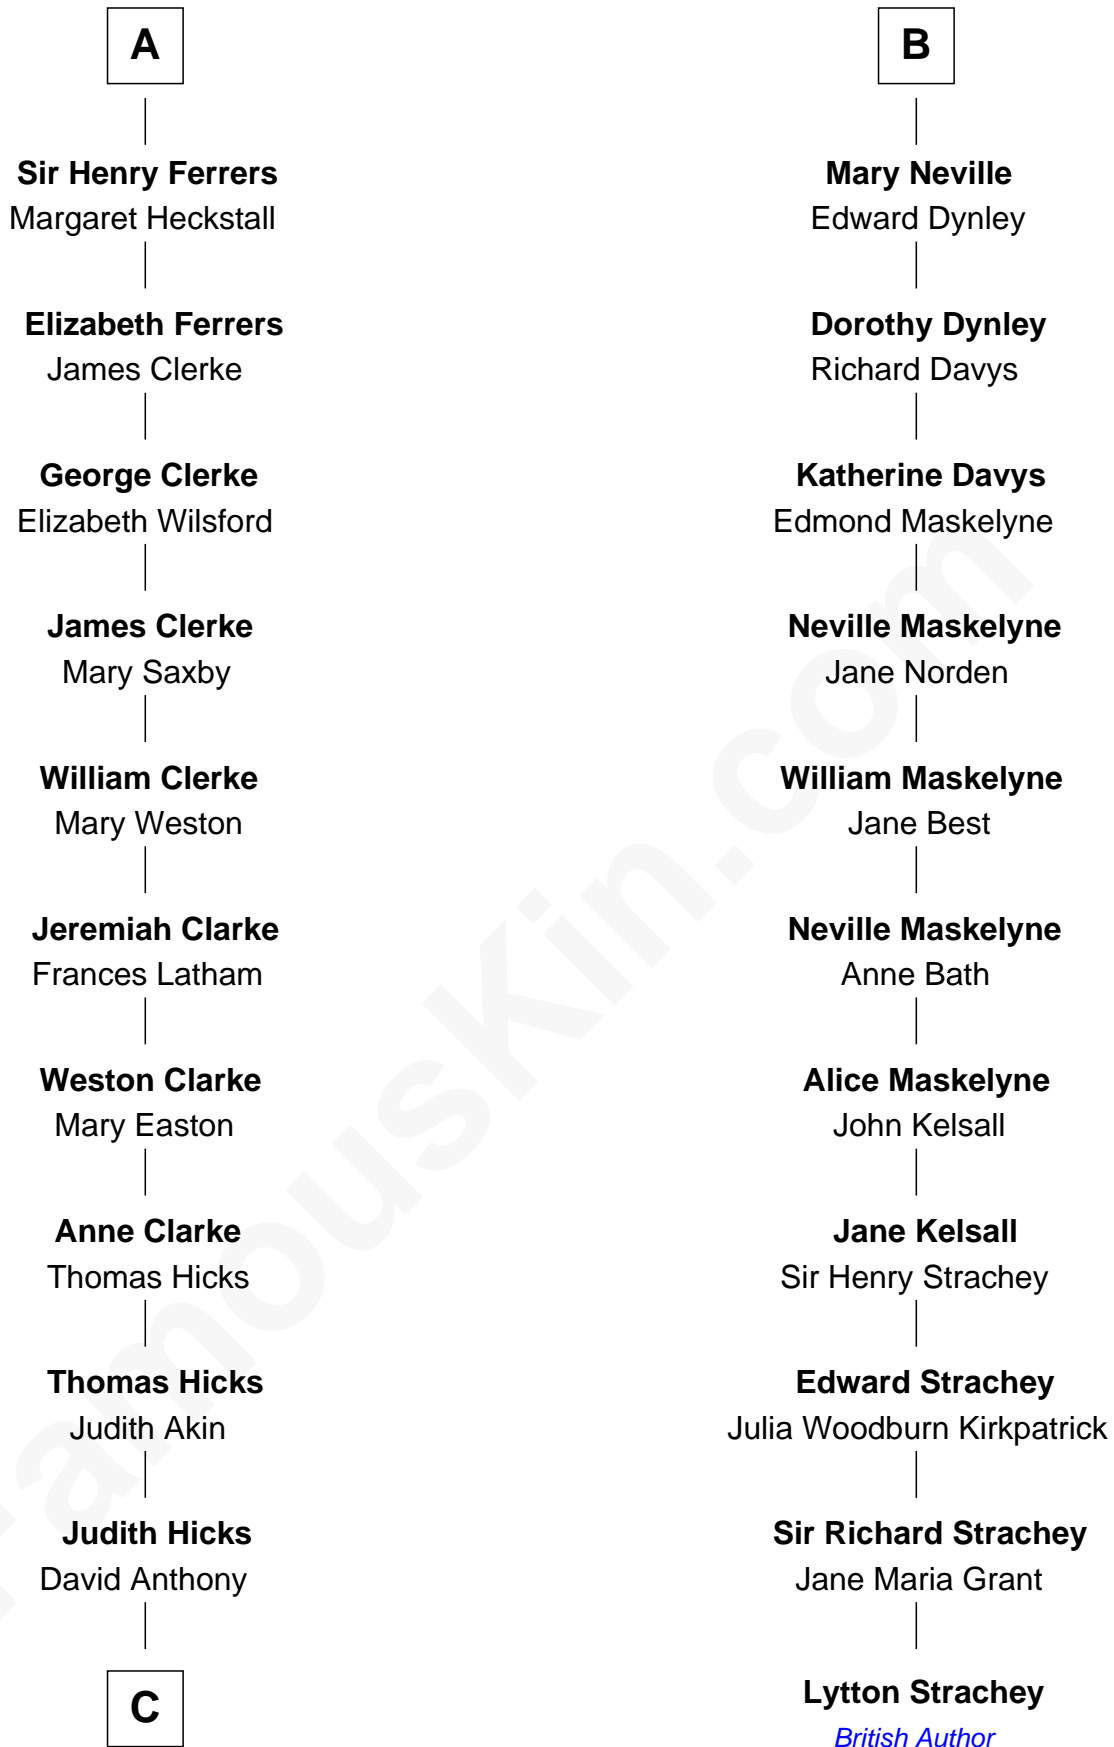 A
Sir Henry Ferrers
Margaret Heckstall
Elizabeth Ferrers
James Clerke
George Clerke
Elizabeth Wilsford
James Clerke
Mary Saxby
William Clerke
Mary Weston
Jeremiah Clarke
Frances Latham
Weston Clarke
Mary Easton
Anne Clarke
Thomas Hicks
Thomas Hicks
Judith Akin
Judith Hicks
David Anthony
C
B
Mary Neville
Edward Dynley
Dorothy Dynley
Richard Davys
Katherine Davys
Edmond Maskelyne
Neville Maskelyne
Jane Norden
William Maskelyne
Jane Best
Neville Maskelyne
Anne Bath
Alice Maskelyne
John Kelsall
Jane Kelsall
Sir Henry Strachey
Edward Strachey
Julia Woodburn Kirkpatrick
Sir Richard Strachey
Jane Maria Grant
Lytton Strachey
British Author
FamousKin.com